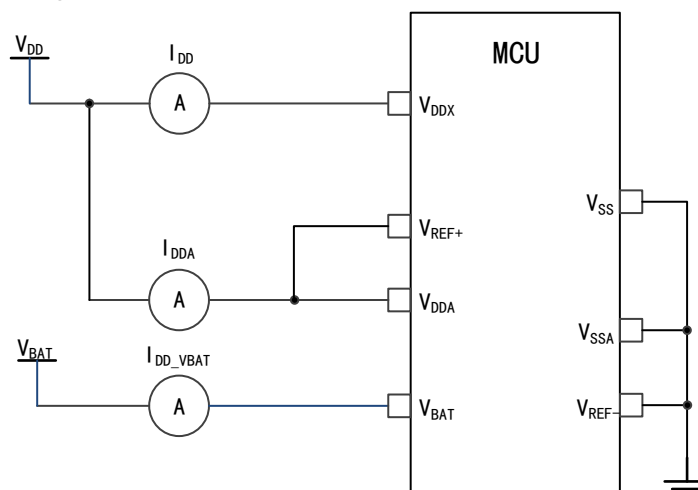 VDD
IDD
MCU
A
VDDX
VSS
VREF+
IDDA
A
VDDA
VSSA
VBAT
IDD_VBAT
A
VBAT
VREF-